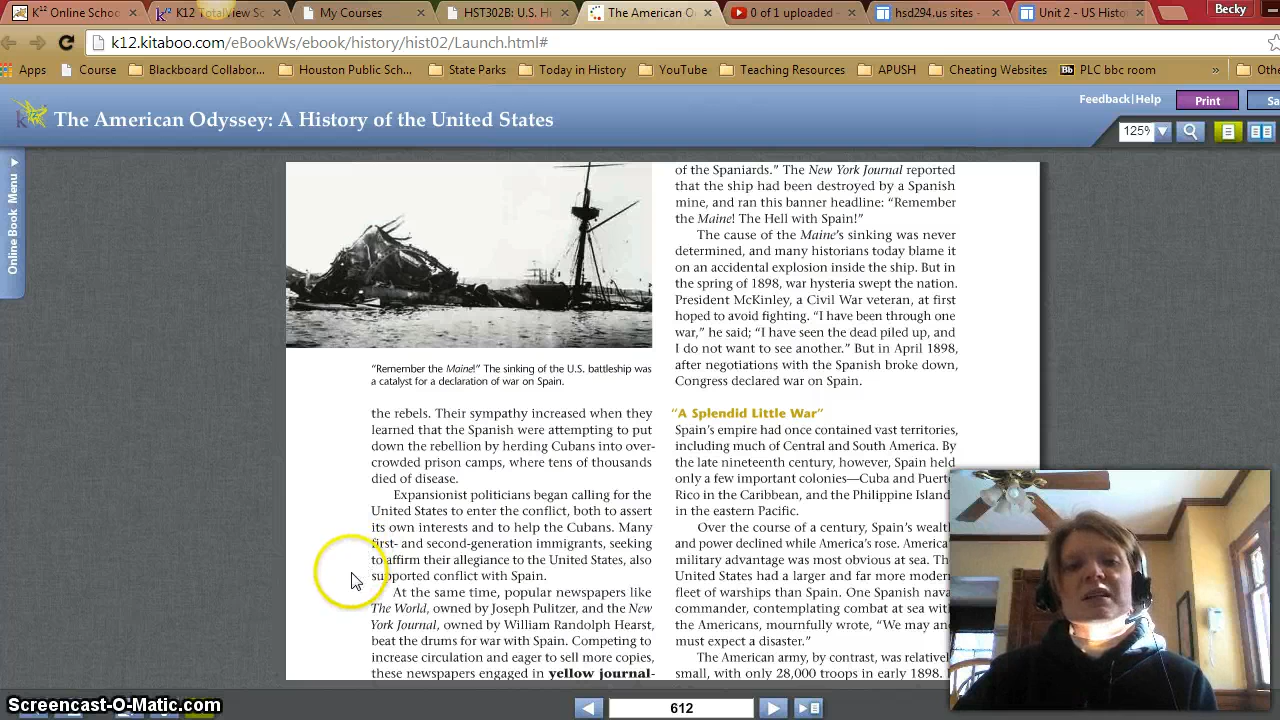 K¹² Online Schoo
K12 TotalView Sc
My Courses
HST302B: U.S. Hi
The American O
0 of 1 uploaded -
hsd294.us sites -
Unit 2 - US Histo
Becky
k12.kitaboo.com/eBookWs/ebook/history/hist02/Launch.html#
Apps
Course
Blackboard Collabor...
Houston Public Sch...
State Parks
Today in History
YouTube
Teaching Resources
APUSH
Cheating Websites
Bb PLC bbc room
»
Othe
Feedback|Help
Print
Sa
The American Odyssey: A History of the United States
125%
Online Book Menu
"Remember the Maine!" The sinking of the U.S. battleship was
a catalyst for a declaration of war on Spain.
the rebels. Their sympathy increased when they
learned that the Spanish were attempting to put
down the rebellion by herding Cubans into over-
crowded prison camps, where tens of thousands
died of disease.
Expansionist politicians began calling for the
United States to enter the conflict, both to assert
its own interests and to help the Cubans. Many
first- and second-generation immigrants, seeking
to affirm their allegiance to the United States, also
supported conflict with Spain.
At the same time, popular newspapers like
The World, owned by Joseph Pulitzer, and the New
York Journal, owned by William Randolph Hearst,
beat the drums for war with Spain. Competing to
increase circulation and eager to sell more copies,
these newspapers engaged in yellow journal-
of the Spaniards." The New York Journal reported
that the ship had been destroyed by a Spanish
mine, and ran this banner headline: "Remember
the Maine! The Hell with Spain!"
The cause of the Maine's sinking was never
determined, and many historians today blame it
on an accidental explosion inside the ship. But in
the spring of 1898, war hysteria swept the nation.
President McKinley, a Civil War veteran, at first
hoped to avoid fighting. "I have been through one
war," he said; "I have seen the dead piled up, and
I do not want to see another." But in April 1898,
after negotiations with the Spanish broke down,
Congress declared war on Spain.
"A Splendid Little War"
Spain's empire had once contained vast territories,
including much of Central and South America. By
the late nineteenth century, however, Spain held
only a few important colonies—Cuba and Puert
Rico in the Caribbean, and the Philippine Island
in the eastern Pacific.
Over the course of a century, Spain's wealt
and power declined while America's rose. America
military advantage was most obvious at sea. Th
United States had a larger and far more moder
fleet of warships than Spain. One Spanish nava
commander, contemplating combat at sea wit
the Americans, mournfully wrote, "We may an
must expect a disaster."
The American army, by contrast, was relativel
small, with only 28,000 troops in early 1898.
612
Screencast-O-Matic.com